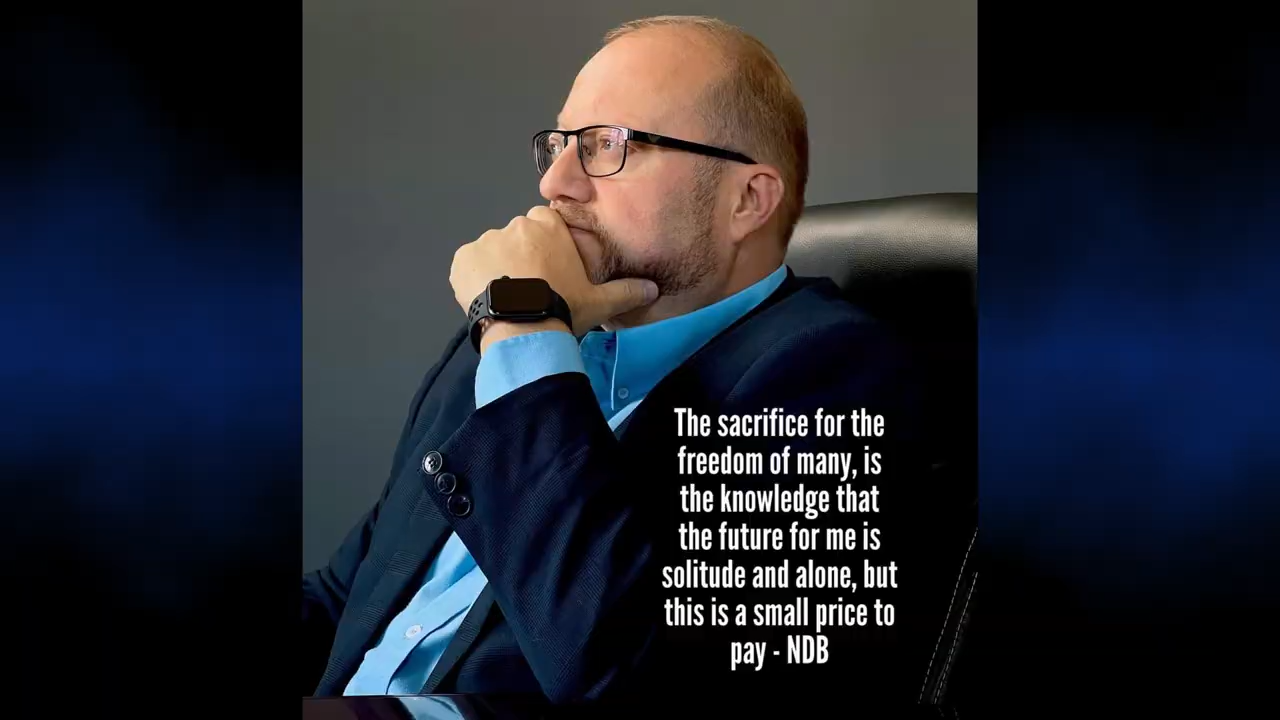 The sacrifice for the
freedom of many, is
the knowledge that
the future for me is
solitude and alone, but
this is a small price to
pay - NDB